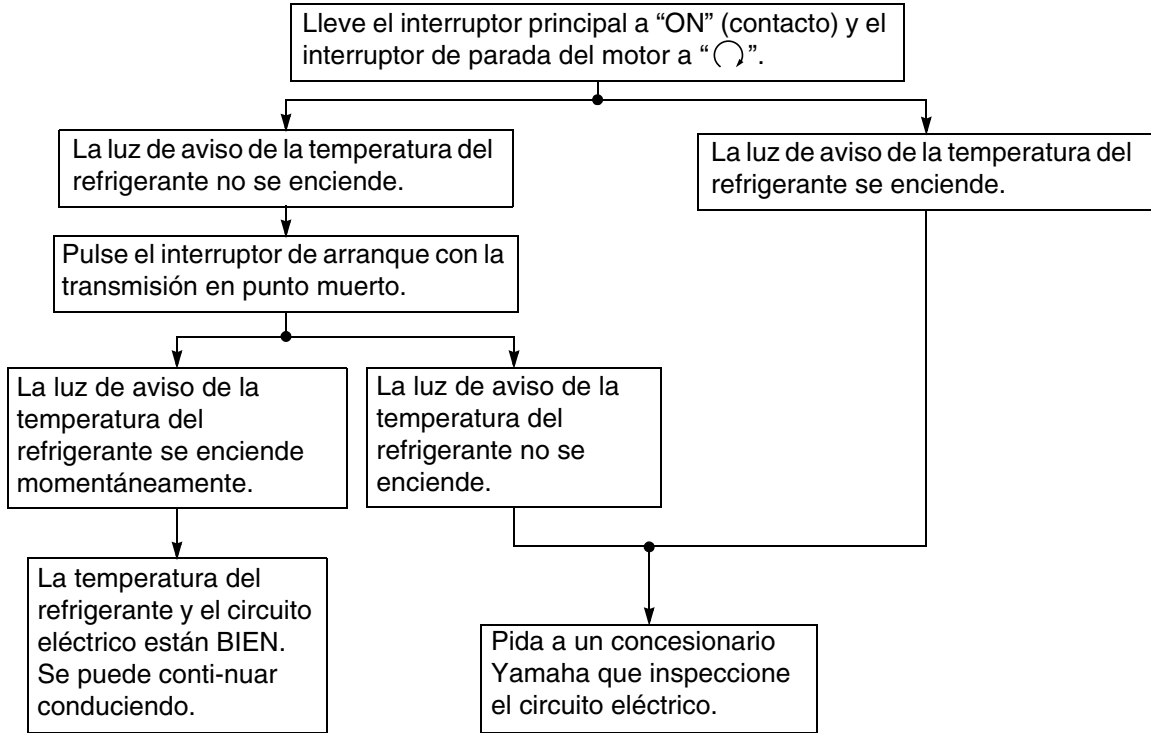 Lleve el interruptor principal a “ON” (contacto) y el
interruptor de parada del motor a “ ”.
La luz de aviso de la temperatura del
refrigerante no se enciende.
La luz de aviso de la temperatura del
refrigerante se enciende.
Pulse el interruptor de arranque con la
transmisión en punto muerto.
La luz de aviso de la
temperatura del
refrigerante se enciende
momentáneamente.
La luz de aviso de la
temperatura del
refrigerante no se
enciende.
La temperatura del
refrigerante y el circuito
eléctrico están BIEN.
Se puede conti-nuar
conduciendo.
Pida a un concesionario
Yamaha que inspeccione
el circuito eléctrico.